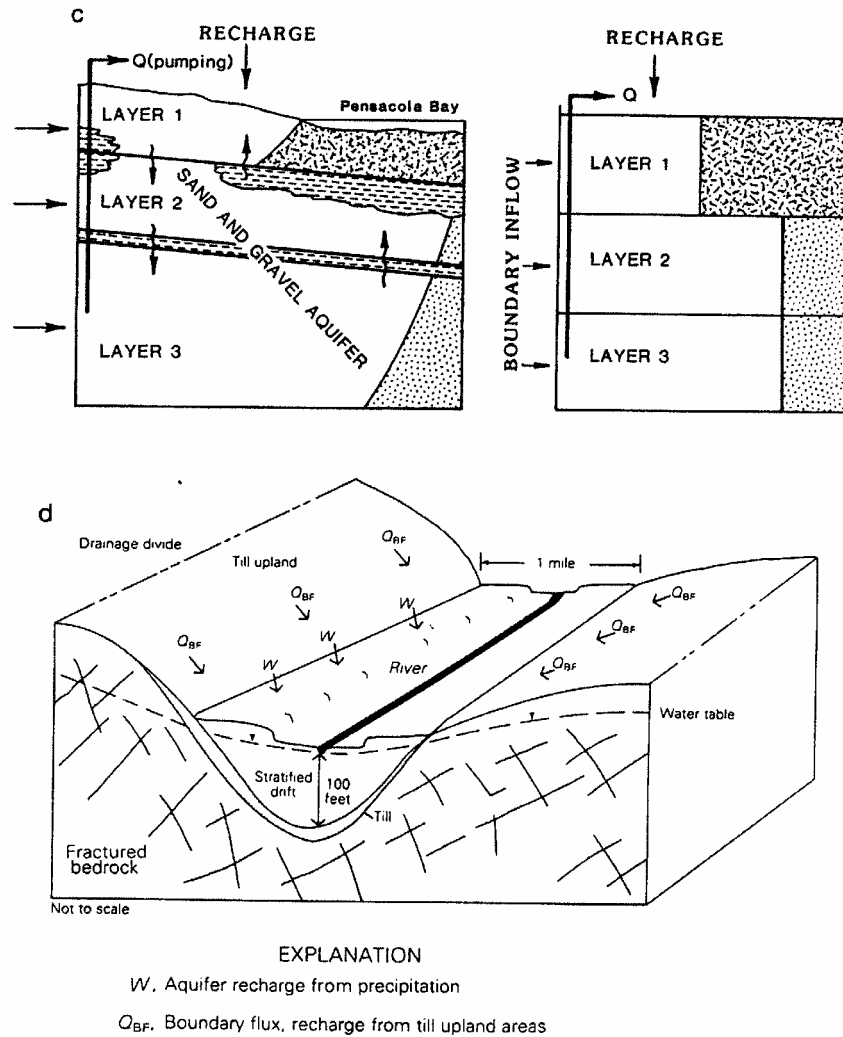 c
RECHARGE
Q(pumping)
LAYER 1
Pensacola Bay
LAYER 2
SAND AND GRAVEL AQUIFER
LAYER 3
RECHARGE
Q
BOUNDARY INFLOW
LAYER 1
LAYER 2
LAYER 3
d
Drainage divide
Till upland
QBF
1 mile
QBF
W
QBF
QBF
QBF
W
W
River
QBF
Water table
Stratified
drift
100
feet
Till
Fractured
bedrock
Not to scale
EXPLANATION
W, Aquifer recharge from precipitation
QBF, Boundary flux, recharge from till upland areas